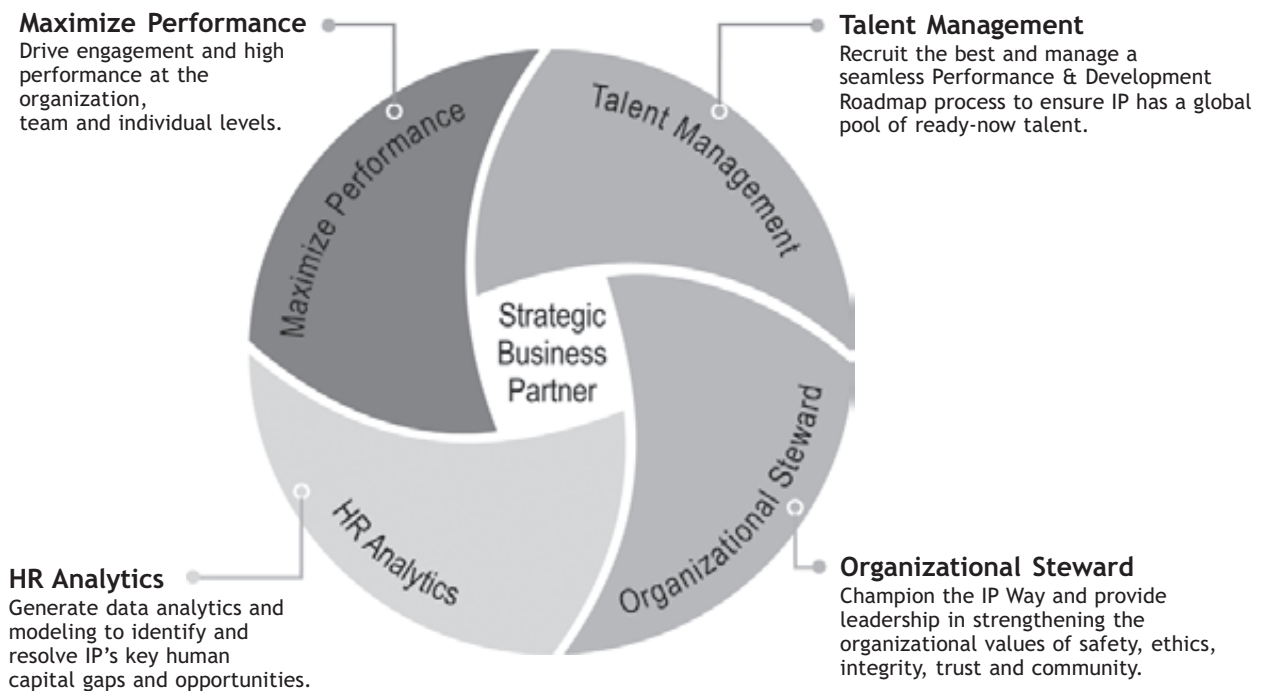 Maximize Performance
Drive engagement and high
performance at the
organization,
team and individual levels.
Talent Management
Recruit the best and manage a
seamless Performance & Development
Roadmap process to ensure IP has a global
pool of ready-now talent.
Maximize Performance
Talent Management
Strategic
Business
Partner
HR Analytics
Organizational Steward
HR Analytics
Generate data analytics and
modeling to identify and
resolve IP’s key human
capital gaps and opportunities.
Organizational Steward
Champion the IP Way and provide
leadership in strengthening the
organizational values of safety, ethics,
integrity, trust and community.